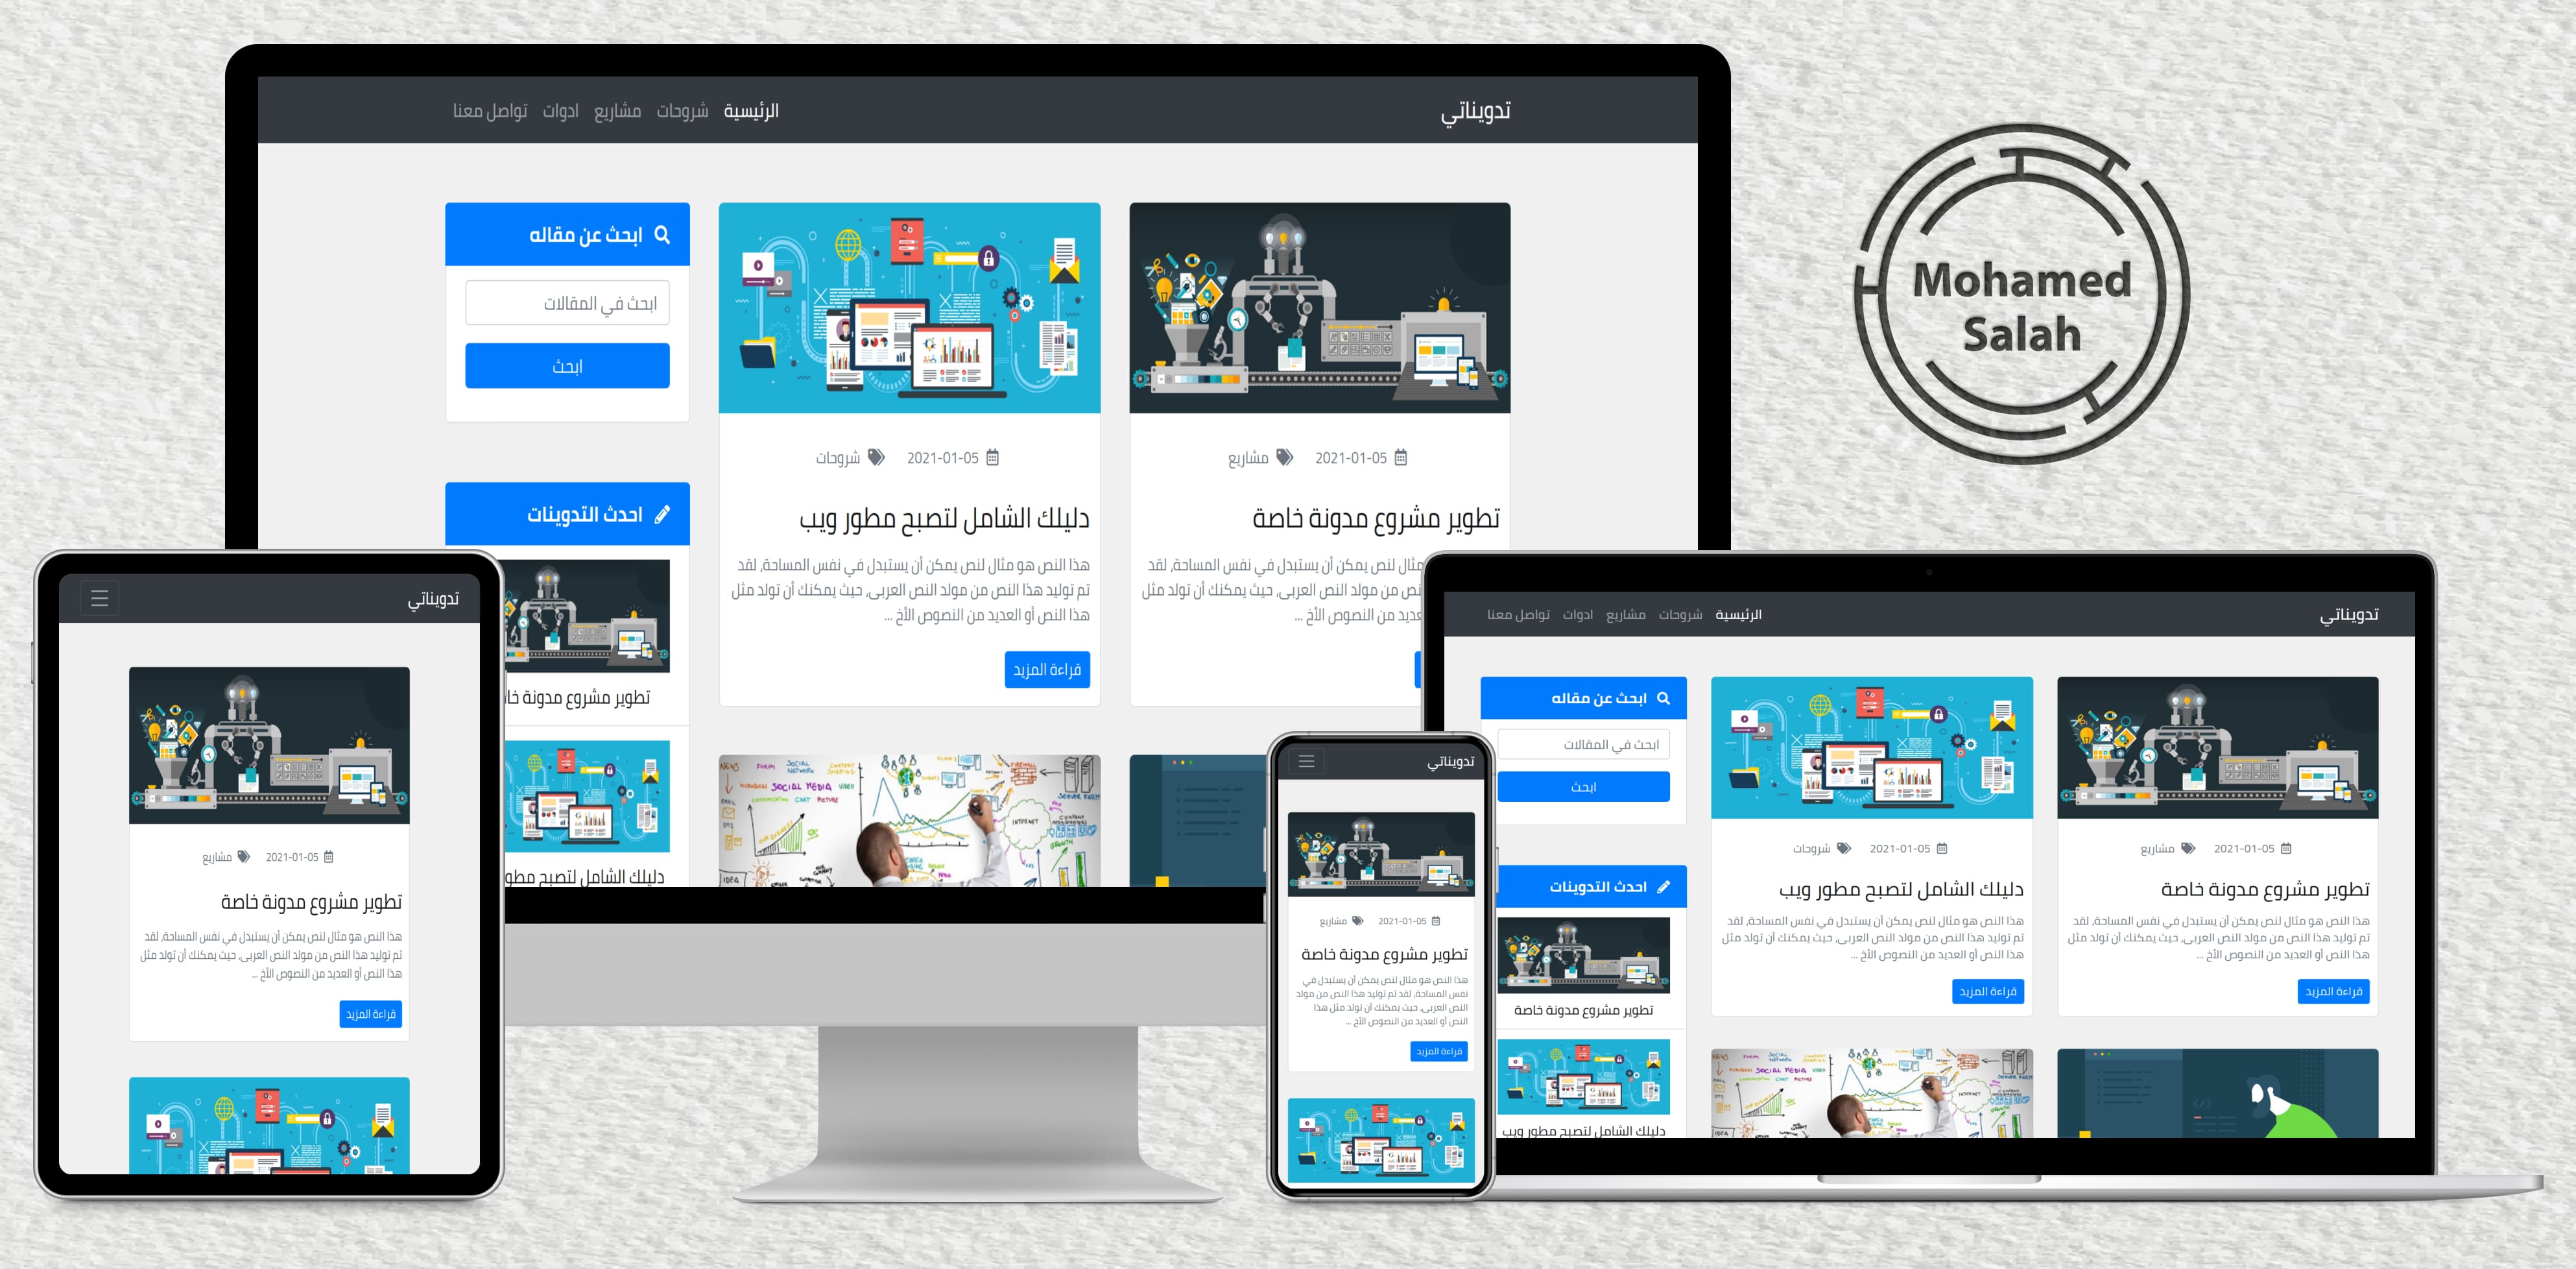 تدويناتي
الرئيسية شروحات مشاريع ادوات تواصل معنا
Mohamed
Salah
2021-01-05 مشاريع
تطوير مشروع مدونة خاصة
مثال لنص يمكن أن يستبدل في نفس المساحة، لقد
نص من مولد النص العربى، حيث يمكنك أن تولد مثل
العديد من النصوص الأخ ...
2021-01-05 شروحات
دليلك الشامل لتصبح مطور ويب
هذا النص هو مثال لنص يمكن أن يستبدل في نفس المساحة، لقد
تم توليد هذا النص من مولد النص العربى، حيث يمكنك أن تولد مثل
هذا النص أو العديد من النصوص الأخ ...
قراءة المزيد
ابحث عن مقاله
ابحث في المقالات
ابحث
احدث التدوينات
تطوير مشروع مدونة
دليلك الشامل لتصبح مطور
SOCIAL MEDIA
VIDEO
INTERNET
IDEA
تدويناتي
2021-01-05 مشاريع
تطوير مشروع مدونة خاصة
هذا النص هو مثال لنص يمكن أن يستبدل في نفس المساحة، لقد
تم توليد هذا النص من مولد النص العربى، حيث يمكنك أن تولد مثل
هذا النص أو العديد من النصوص الأخ ...
قراءة المزيد
تدويناتي
2021-01-05 مشاريع
تطوير مشروع مدونة خاصة
هذا النص هو مثال لنص يمكن أن يستبدل في
نفس المساحة، لقد تم توليد هذا النص من مولد
النص العربى، حيث يمكنك أن تولد مثل هذا
النص أو العديد من النصوص الأخ ...
قراءة المزيد
تدويناتي
الرئيسية شروحات مشاريع ادوات تواصل معنا
2021-01-05 مشاريع
تطوير مشروع مدونة خاصة
هذا النص هو مثال لنص يمكن أن يستبدل في نفس المساحة، لقد
تم توليد هذا النص من مولد النص العربى، حيث يمكنك أن تولد مثل
هذا النص أو العديد من النصوص الأخ ...
قراءة المزيد
2021-01-05 شروحات
دليلك الشامل لتصبح مطور ويب
هذا النص هو مثال لنص يمكن أن يستبدل في نفس المساحة، لقد
تم توليد هذا النص من مولد النص العربى، حيث يمكنك أن تولد مثل
هذا النص أو العديد من النصوص الأخ ...
قراءة المزيد
ابحث عن مقاله
ابحث في المقالات
ابحث
احدث التدوينات
تطوير مشروع مدونة خاصة
دليلك الشامل لتصبح مطور ويب
SOCIAL MEDIA
INTERNET